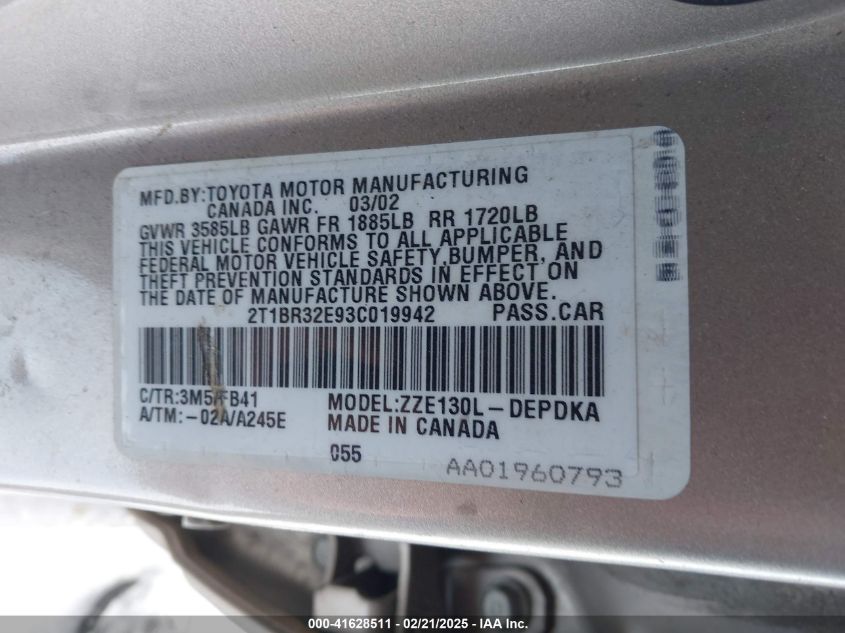 MFD.BY:TOYOTA MOTOR MANUFACTURING
CANADA INC. 03/02
GVWR 3585LB GAWR FR 1885LB RR 1720LB
THIS VEHICLE CONFORMS TO ALL APPLICABLE
FEDERAL MOTOR VEHICLE SAFETY,BUMPER, AND
THEFT PREVENTION STANDARDS IN EFFECT ON
THE DATE OF MANUFACTURE SHOWN ABOVE.
2T1BR32E93C019942 PASS.CAR
C/TR:3M5/FB41 MODEL:ZZE130L-DEPDKA
A/TM:-02A/A245E MADE IN CANADA
055
AA01960793
000-41628511 - 02/21/2025 - IAA Inc.